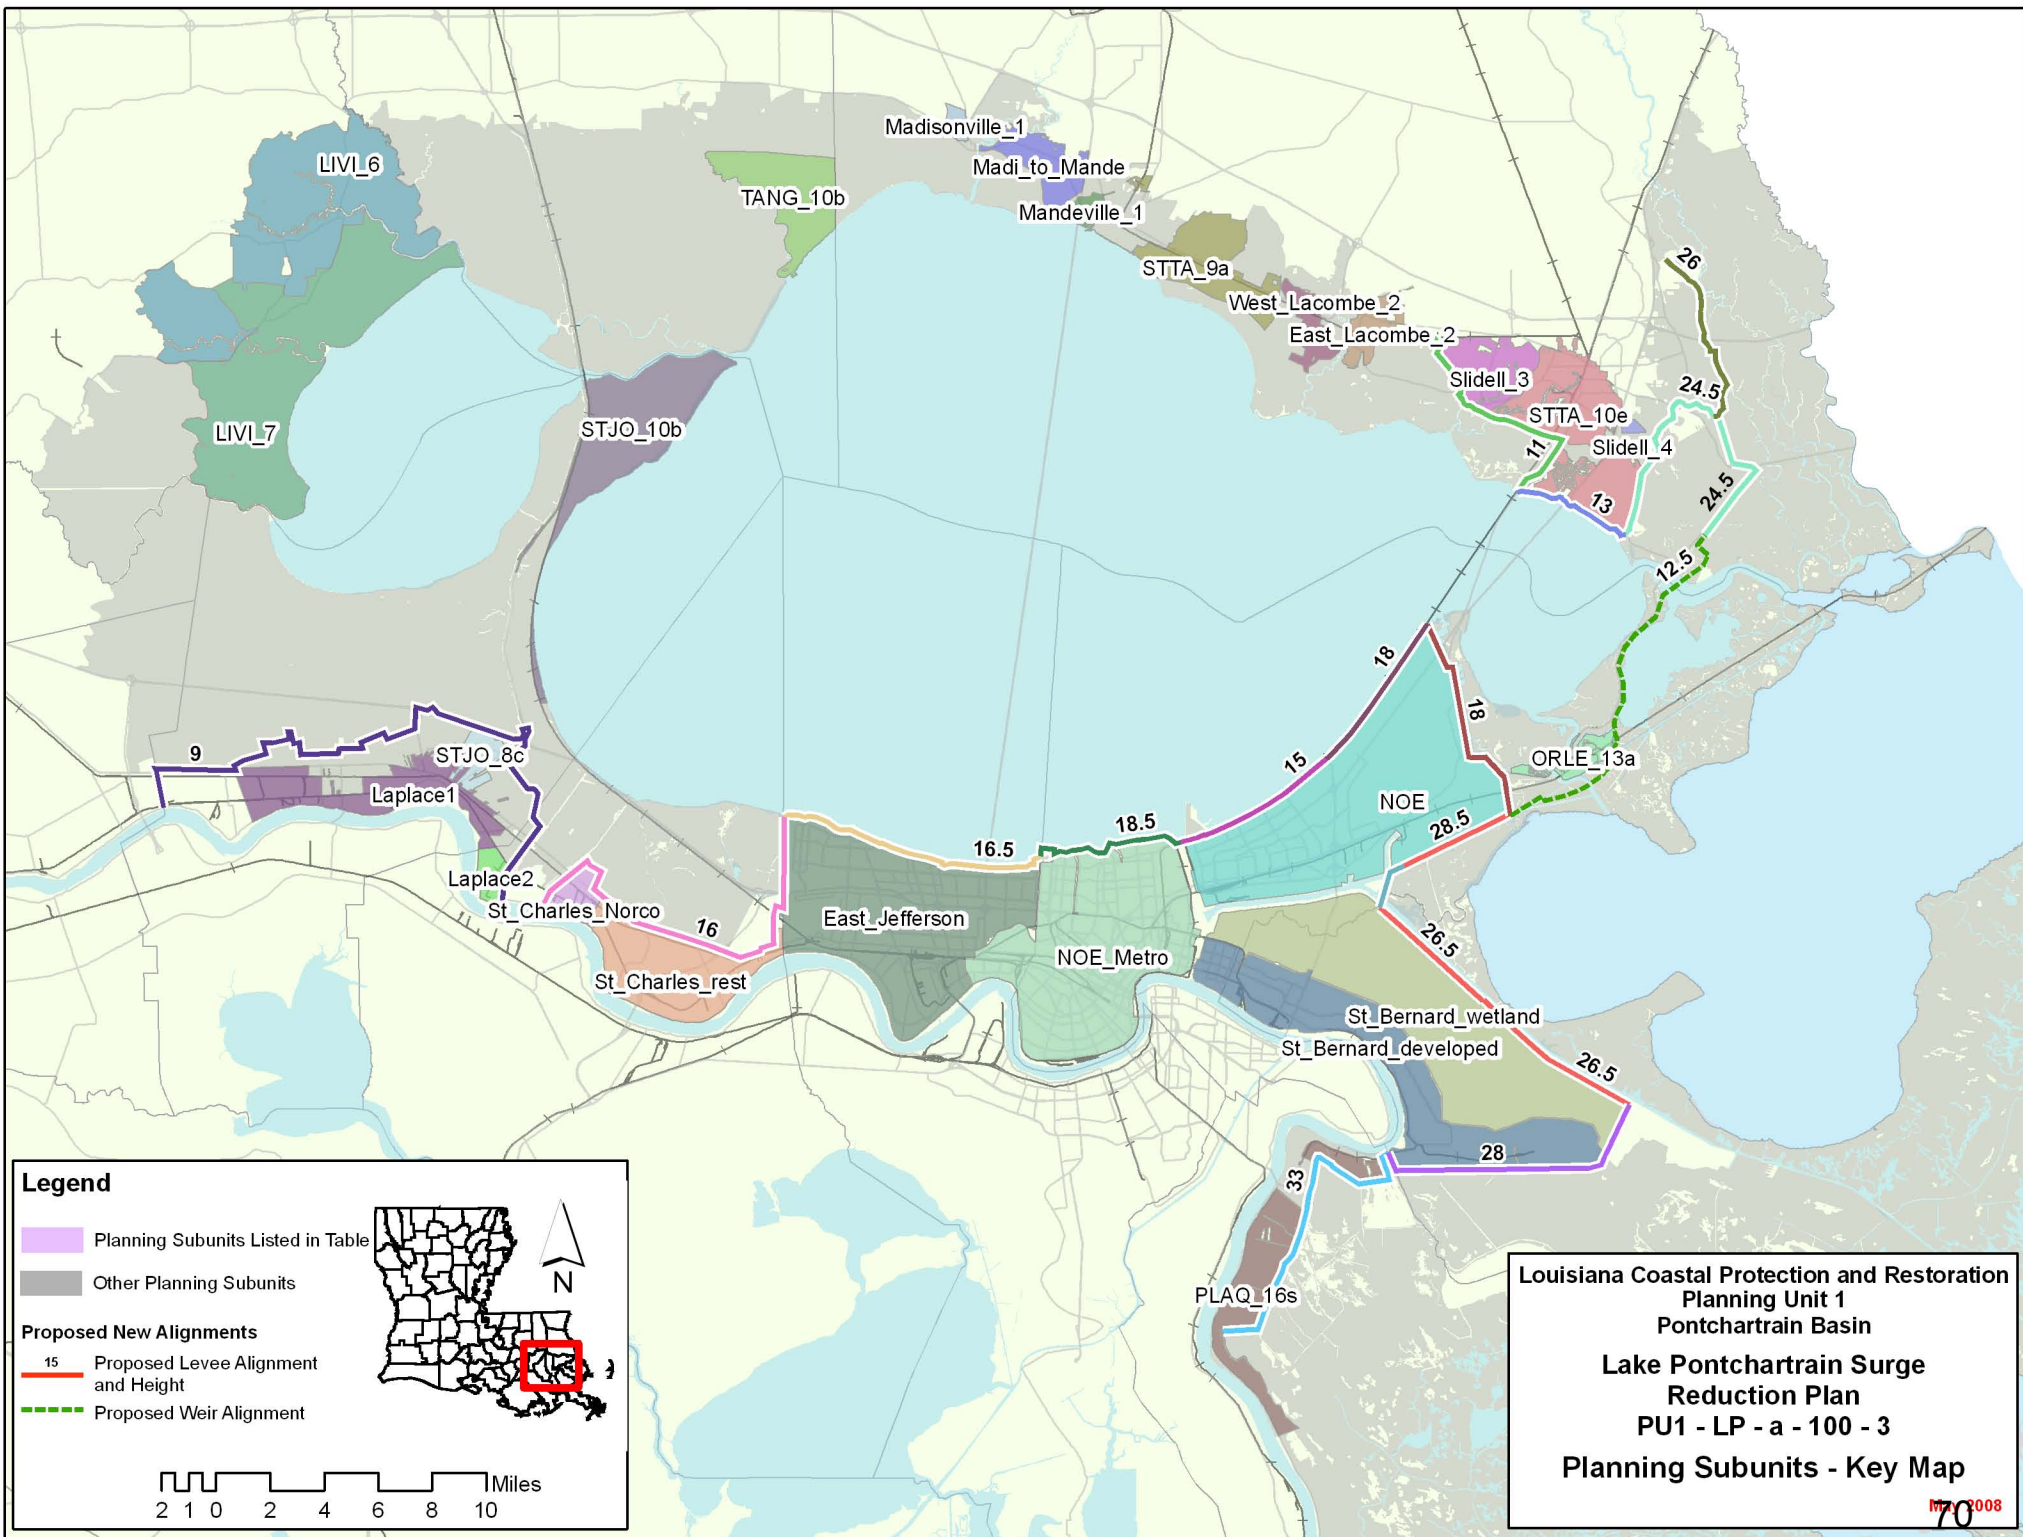 Madisonville_1
LIVI_6
Madi_to_Mande
TANG_10b
Mandeville_1
26
STTA_9a
West_Lacombe_2
East_Lacombe_2
Slidell_3
24.5
STTA_10e
LIVI_7
STJO_10b
Slidell_4
11
24.5
13
12.5
18
18
9
STJO_8c
15
ORLE_13a
Laplace1
NOE
28.5
18.5
16.5
Laplace2
St_Charles_Norco
16
East_Jefferson
26.5
NOE_Metro
St_Charles_rest
St_Bernard_wetland
St_Bernard_developed
26.5
28
33
PLAQ_16s
Legend
Planning Subunits Listed in Table
Other Planning Subunits
Proposed New Alignments
15
Proposed Levee Alignment
and Height
Proposed Weir Alignment
N
Miles
2 1 0 2 4 6 8 10
Louisiana Coastal Protection and Restoration
Planning Unit 1
Pontchartrain Basin
Lake Pontchartrain Surge
Reduction Plan
PU1 - LP - a - 100 - 3
Planning Subunits - Key Map
May 2008
70